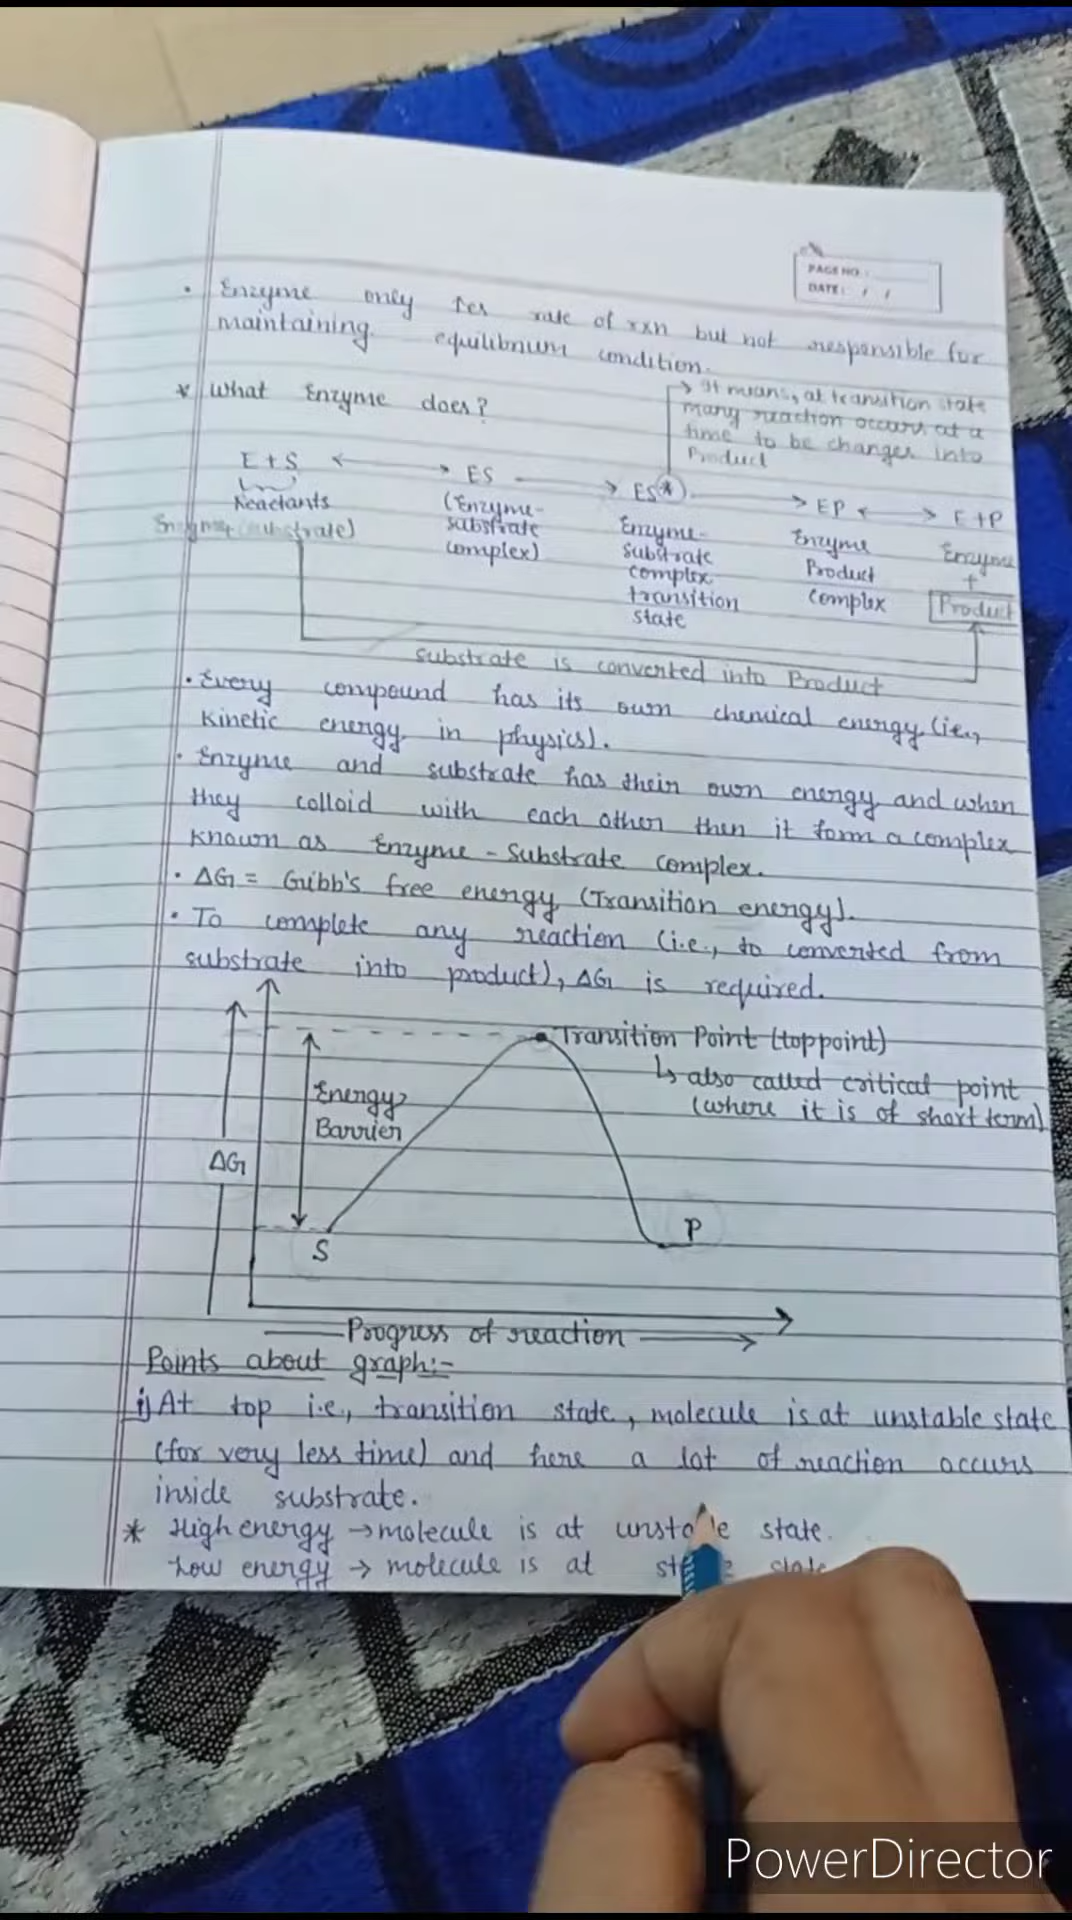 PAGE NO.:
DATE: / /
• Enzyme only ↑es rate of rxn but not responsible for
maintaining equilibrium condition.
* What Enzyme does?
→ It means, at transition state
many reaction occurs at a
time to be changes into
Product
E + S ⟷ ES → ES* → EP ⟷ E+P
Reactants
(Enzyme-
substrate
complex)
Enzyme-
substrate
complex
transition
state
Enzyme
Product
complex
Enzyme
+
Product
substrate is converted into Product
• Every compound has its own chemical energy (i.e.,
kinetic energy in physics).
• Enzyme and substrate has their own energy and when
they colloid with each other then it form a complex
known as Enzyme - Substrate complex.
• ΔG = Gibb's free energy (Transition energy).
• To complete any reaction (i.e., to converted from
substrate into product), ΔG is required.
Transition Point (top point)
↳ also called critical point
(where it is of short term)
Energy
Barrier
ΔG
S
P
Progress of reaction →
Points about graph:-
i) At top i.e., transition state, molecule is at unstable state
(for very less time) and here a lot of reaction occurs
inside substrate.
* High energy → molecule is at state.
Low energy → molecule is at
PowerDirector